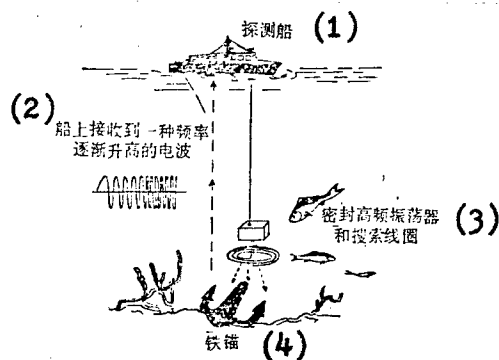 探测船 (1)
(2)
船上接收到一种频率
逐渐升高的电波
密封高频振荡器 (3)
和搜索线圈
铁锚 (4)